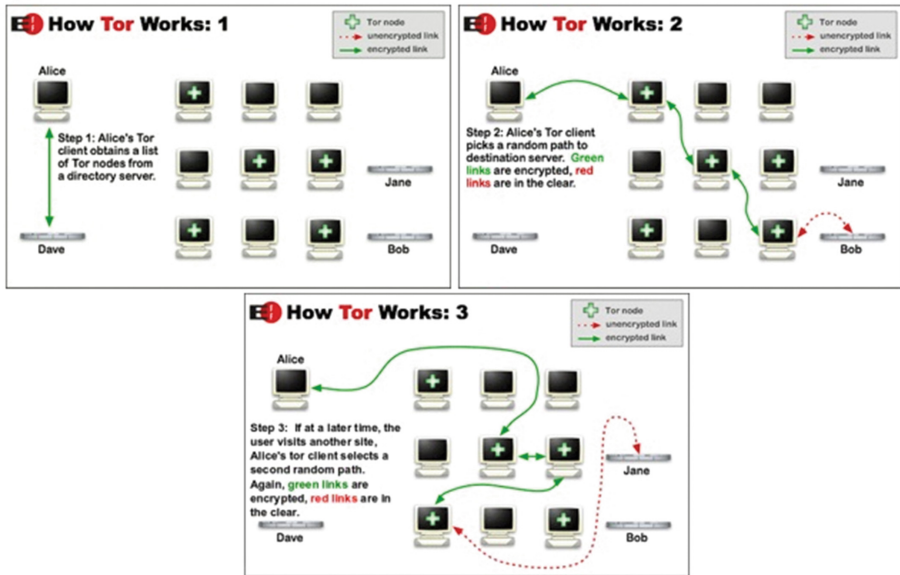 How Tor Works: 1
Tor node
unencrypted link
encrypted link
Alice
Step 1: Alice's Tor
client obtains a list
of Tor nodes from
a directory server.
Jane
Dave
Bob
How Tor Works: 2
Tor node
unencrypted link
encrypted link
Alice
Step 2: Alice's Tor client
picks a random path to
destination server. Green
links are encrypted, red
links are in the clear.
Jane
Dave
Bob
How Tor Works: 3
Tor node
unencrypted link
encrypted link
Alice
Step 3: If at a later time, the
user visits another site,
Alice's tor client selects a
second random path.
Again, green links are
encrypted, red links are in
the clear.
Jane
Dave
Bob